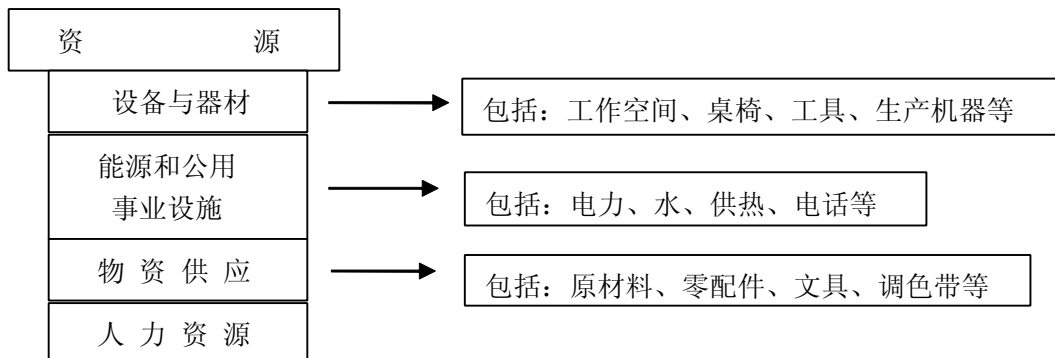 资 源
设备与器材
包括：工作空间、桌椅、工具、生产机器等
能源和公用
事业设施
包括：电力、水、供热、电话等
物 资 供 应
包括：原材料、零配件、文具、调色带等
人 力 资 源